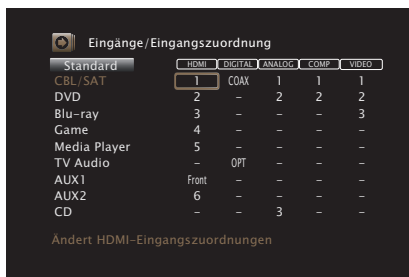 Eingänge/Eingangszuordnung
Standard HDMI DIGITAL ANALOG COMP VIDEO
CBL/SAT 1 COAX 1 1 1
DVD 2 – 2 2 2
Blu-ray 3 – – – 3
Game 4 – – – –
Media Player 5 – – – –
TV Audio – OPT – – –
AUX1 Front – – – –
AUX2 6 – – – –
CD – – 3 – –
Ändert HDMI-Eingangszuordnungen